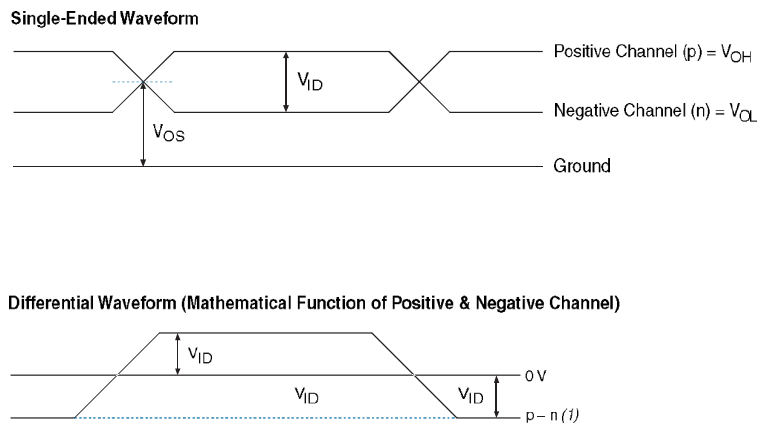 Single-Ended Waveform
Positive Channel (p) = VOH
VID
Negative Channel (n) = VOL
VOS
Ground
Differential Waveform (Mathematical Function of Positive & Negative Channel)
VID
0 V
VID
VID
p – n (1)